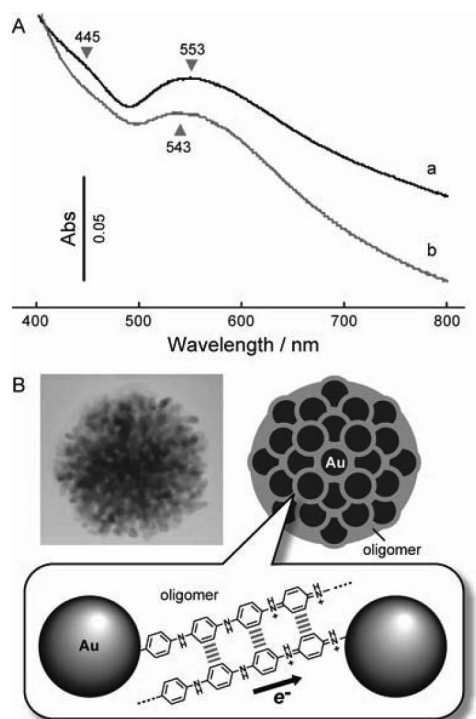 A
445
553
543
a
b
Abs
0.05
400 500 600 700 800
Wavelength / nm
B
Au
oligomer
oligomer
H
N
H
N
H
N
+
H
N
+
Au
N
H
N
H
N
H
+
N
H
+
e-